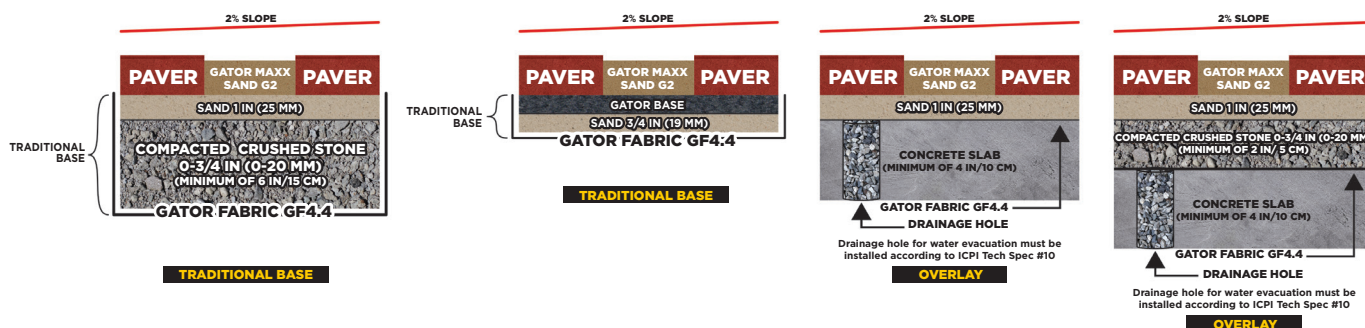 2% SLOPE
PAVER
GATOR MAXX
SAND G2
PAVER
SAND 1 IN (25 MM)
TRADITIONAL
BASE
COMPACTED CRUSHED STONE
0-3/4 IN (0-20 MM)
(MINIMUM OF 6 IN/15 CM)
GATOR FABRIC GF4.4
TRADITIONAL BASE
2% SLOPE
PAVER
GATOR MAXX
SAND G2
PAVER
TRADITIONAL
BASE
GATOR BASE
SAND 3/4 IN (19 MM)
GATOR FABRIC GF4.4
TRADITIONAL BASE
2% SLOPE
PAVER
GATOR MAXX
SAND G2
PAVER
SAND 1 IN (25 MM)
CONCRETE SLAB
(MINIMUM OF 4 IN/10 CM)
GATOR FABRIC GF4.4
DRAINAGE HOLE
Drainage hole for water evacuation must be
installed according to ICPI Tech Spec #10
OVERLAY
2% SLOPE
PAVER
GATOR MAXX
SAND G2
PAVER
SAND 1 IN (25 MM)
COMPACTED CRUSHED STONE 0-3/4 IN (0-20 MM)
(MINIMUM OF 2 IN/ 5 CM)
CONCRETE SLAB
(MINIMUM OF 4 IN/10 CM)
GATOR FABRIC GF4.4
DRAINAGE HOLE
Drainage hole for water evacuation must be
installed according to ICPI Tech Spec #10
OVERLAY